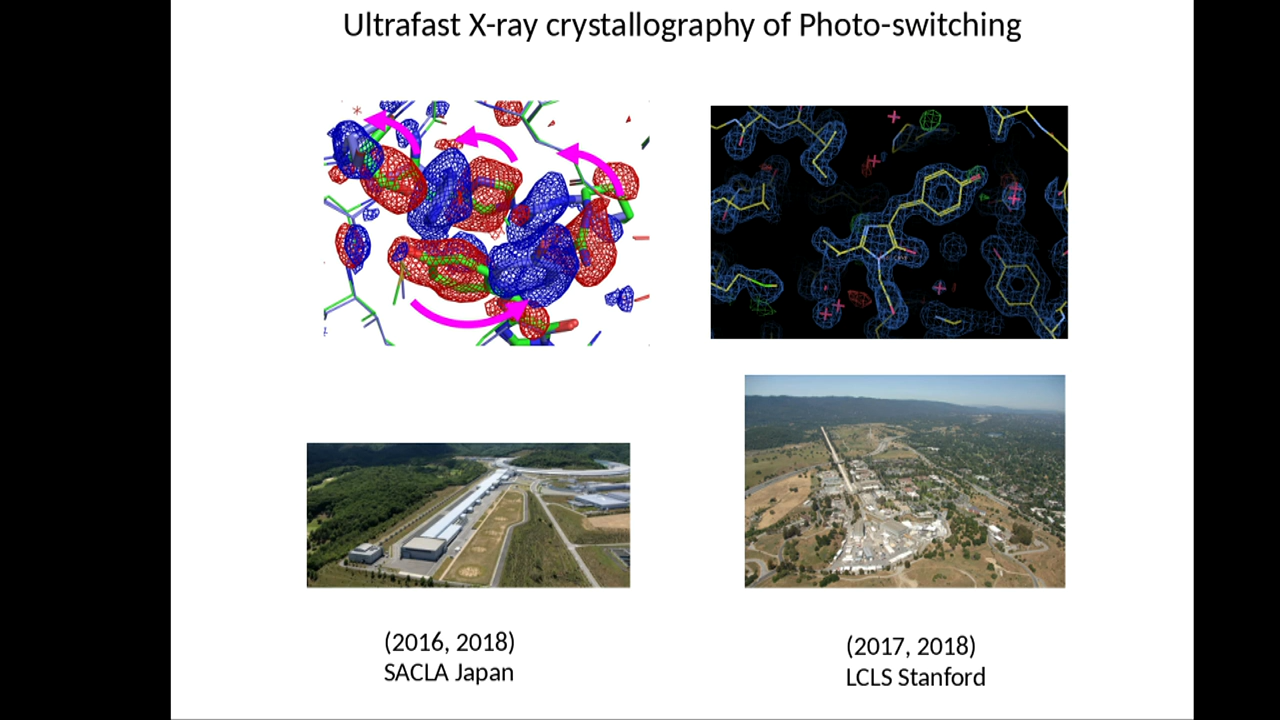 Ultrafast X-ray crystallography of Photo-switching
(2016, 2018)
SACLA Japan
(2017, 2018)
LCLS Stanford